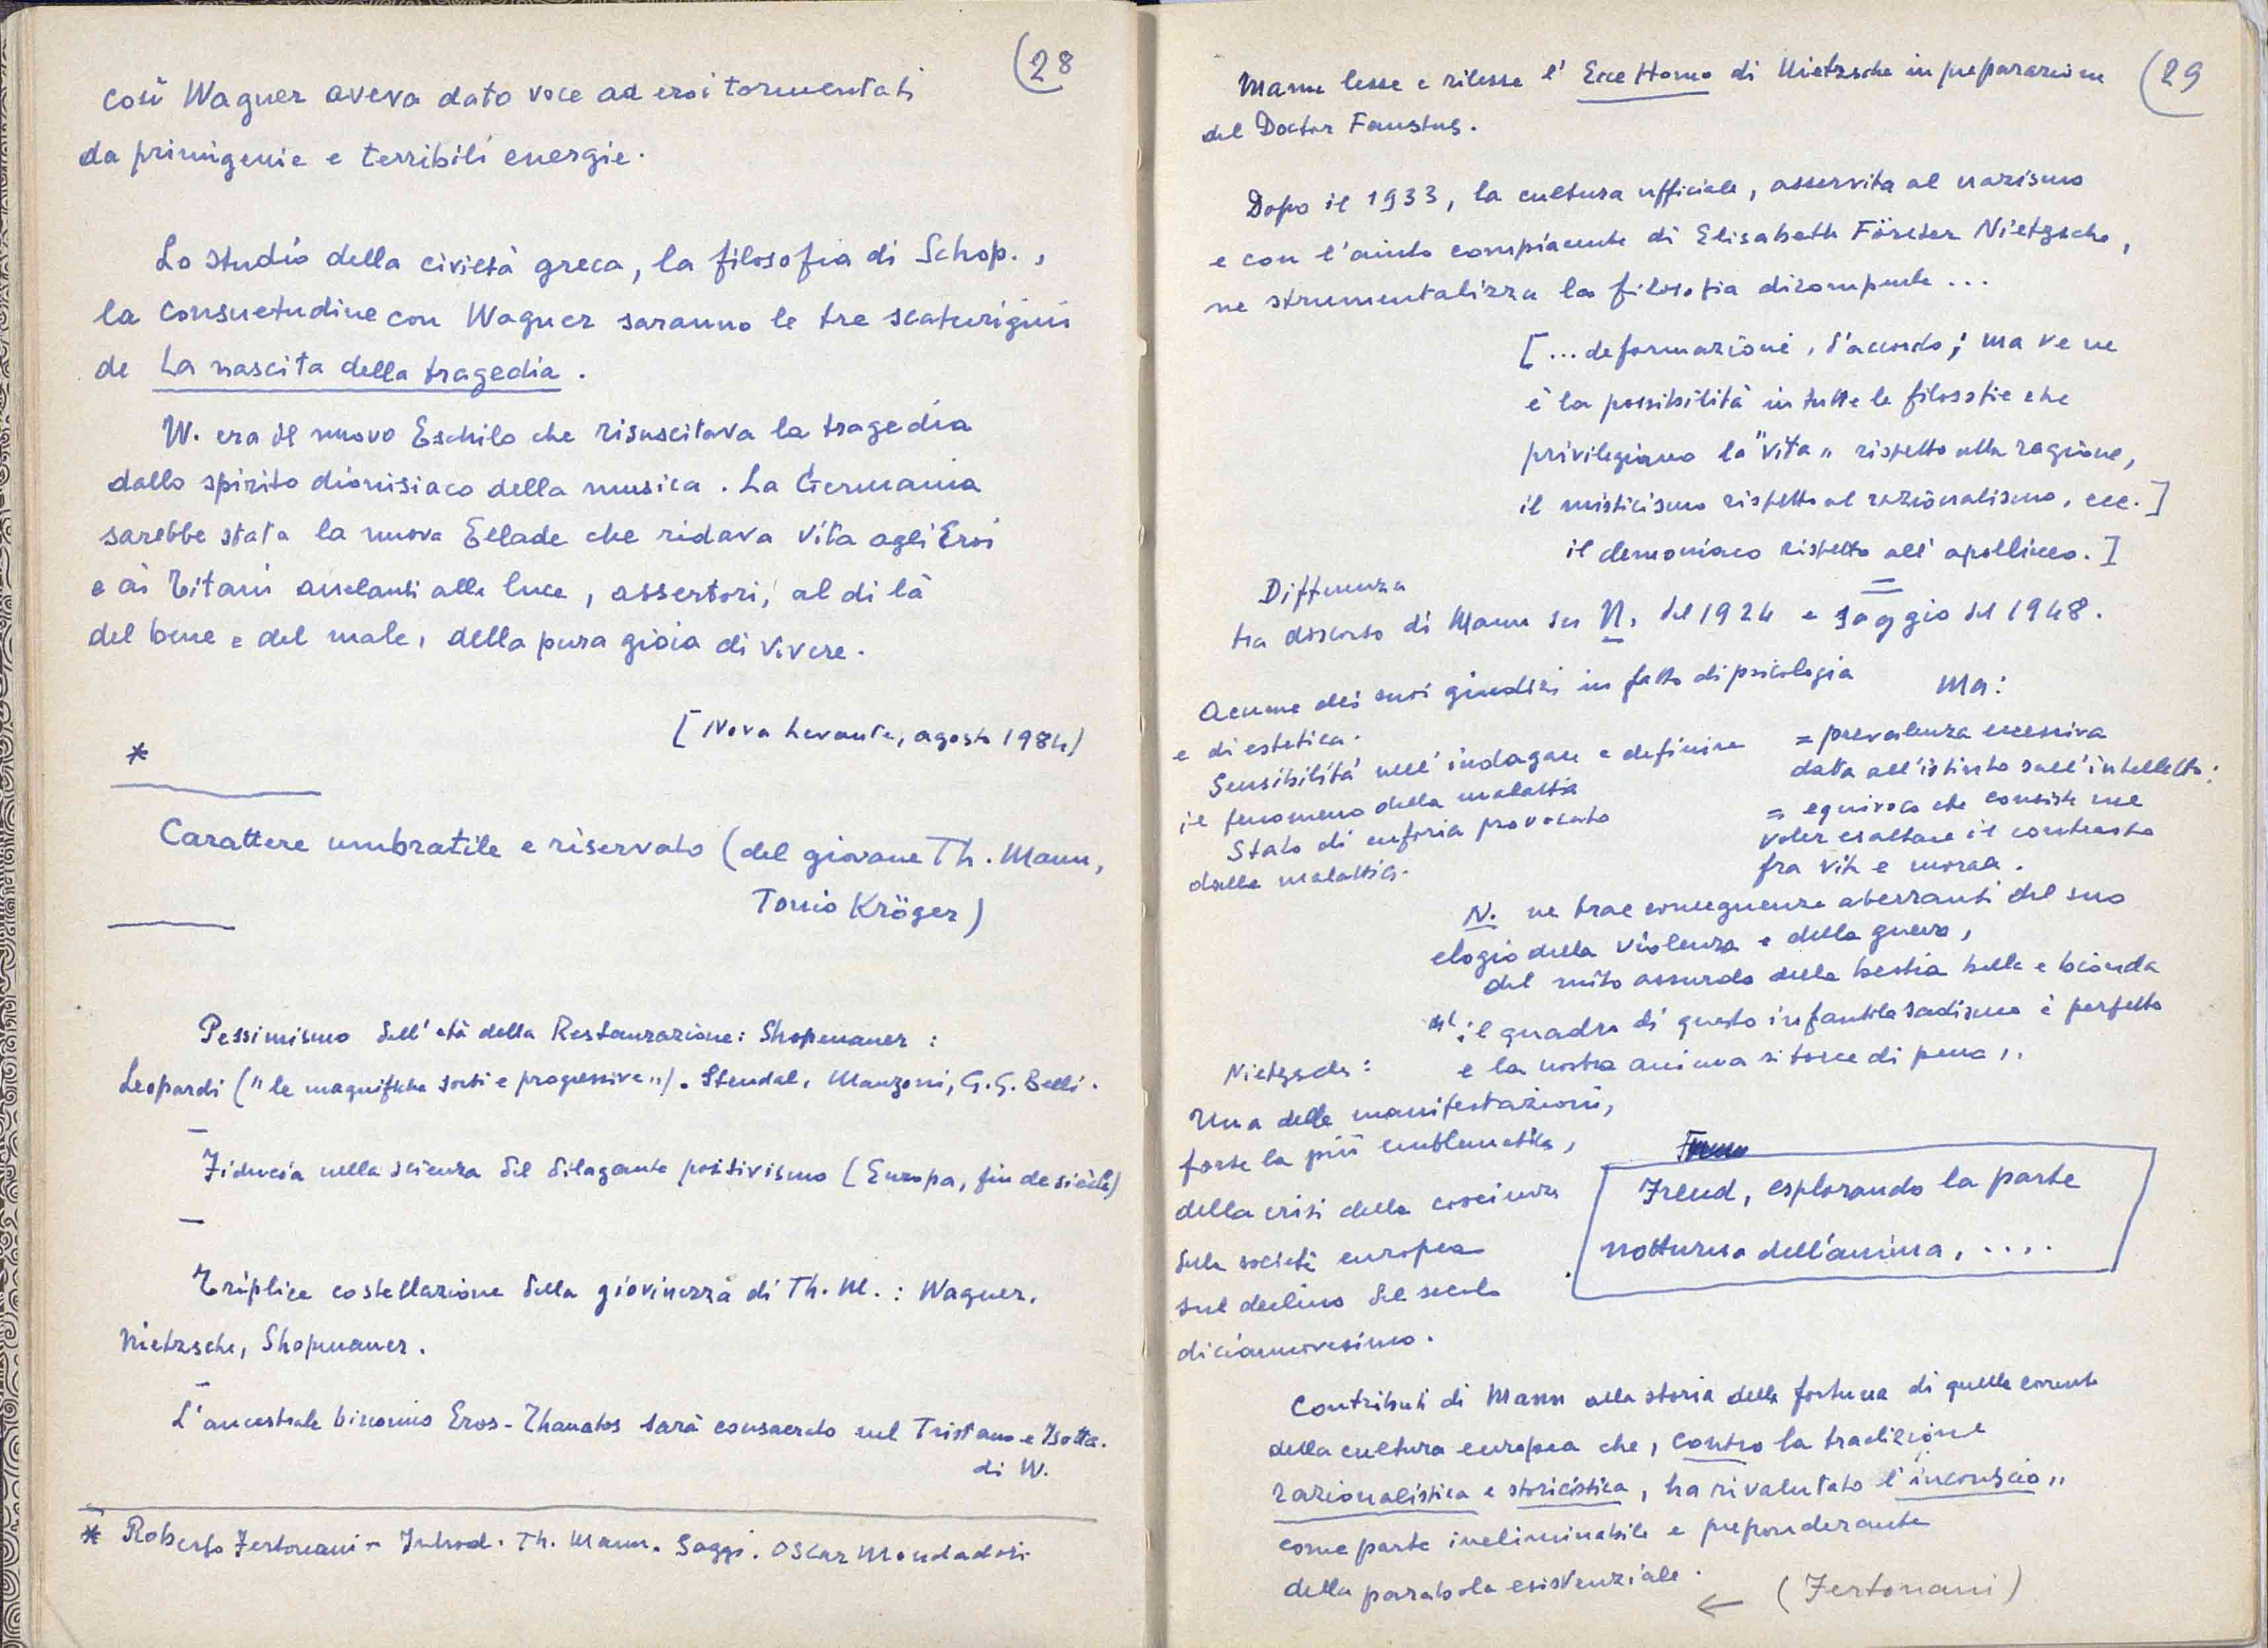 (28
così Wagner aveva dato voce ad eroi tormentati
da primigenie e terribili energie.
Lo studio della civiltà greca, la filosofia di Schop.,
la consuetudine con Wagner saranno le tre scaturigini
de La nascita della tragedia.
W. era il nuovo Eschilo che risuscitava la tragedia
dallo spirito dionisiaco della musica. La Germania
sarebbe stata la nuova Ellade che ridava vita agli Eroi
e ai Titani anelanti alla luce, assertori, al di là
del bene e del male, della pura gioia di vivere.
[Nova Levante, agosto 1984]
*
Carattere umbratile e riservato (del giovane Th. Mann,
Tonio Kröger)
Pessimismo dell'età della Restaurazione: Shopenauer :
Leopardi ("le magnifiche sorti e progressive"). Stendal, Manzoni, G.G. Belli.
–
Fiducia nella scienza del dilagante positivismo [Europa, fin de siècle)
–
Triplice costellazione della giovinezza di Th. M. : Wagner,
Nietzsche, Shopenauer.
–
L'ancestrale binomio Eros-Thanatos sarà consacrato nel Tristano e Isotta.
di W.
* Roberto Fertonani - Introd. Th. Mann. Saggi. Oscar Mondadori
(29
Mann lesse e rilesse l'Ecce Homo di Nietzsche in preparazione
del Doctor Faustus.
Dopo il 1933, la cultura ufficiale, asservita al nazismo
e con l'aiuto compiacente di Elisabeth Förster Nietzsche,
ne strumentalizza la filosofia dirompente ...
[... deformazione, d'accordo; ma ve ne
è la possibilità in tutte le filosofie che
privilegiano la "vita" rispetto alla ragione,
il misticismo rispetto al razionalismo, ecc.]
il demoniaco rispetto all'apollineo.]
=
Differenza
tra discorso di Mann su N. del 1924 e saggio del 1948.
Acume dei suoi giudizi in fatto di psicologia
e di estetica.
Sensibilità nell'indagare e definire
il fenomeno della malattia
Stato di euforia provocato
dalla malattia.
Ma:
= prevalenza eccessiva
data all'istinto sull'intelletto;
= equivoco che consiste nel
voler esaltare il contrasto
fra vita e morale.
N. ne trae conseguenze aberranti del suo
elogio della violenza e della guerra,
del mito assurdo della bestia bella e bionda
"il quadro di questo infantile sadismo è perfetto
e la nostra anima si torce di pena".
Nietzsche:
Una delle manifestazioni,
forse la più emblematica,
della crisi della coscienza
della società europea
sul declino del secolo
diciannovesimo.
Freud, esplorando la parte
notturna dell'anima, ....
Contributi di Mann alla storia della fortuna di quelle correnti
della cultura europea che, contro la tradizione
razionalistica e storicistica, ha rivalutato l'inconscio"
come parte ineliminabile e preponderante
della parabola esistenziale.
← (Fertonani)